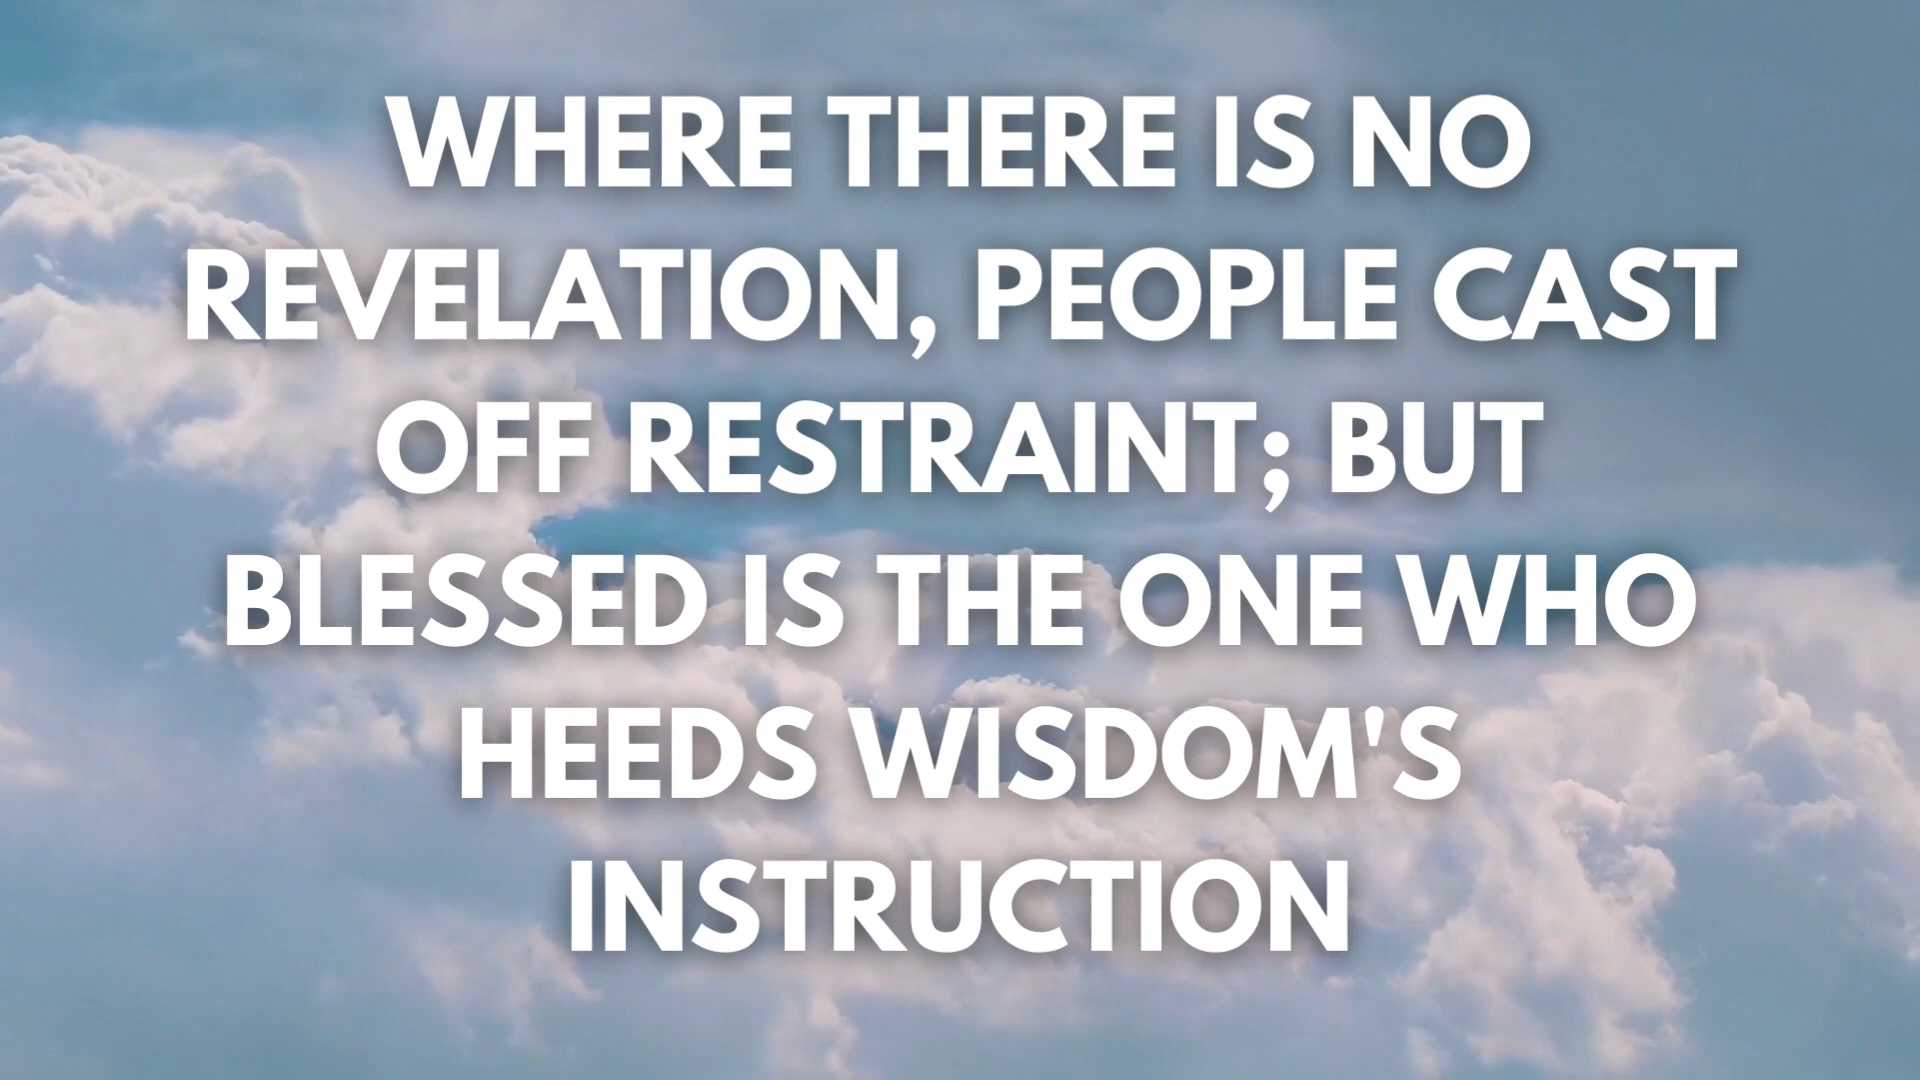 WHERE THERE IS NO
REVELATION, PEOPLE CAST
OFF RESTRAINT; BUT
BLESSED IS THE ONE WHO
HEEDS WISDOM'S
INSTRUCTION